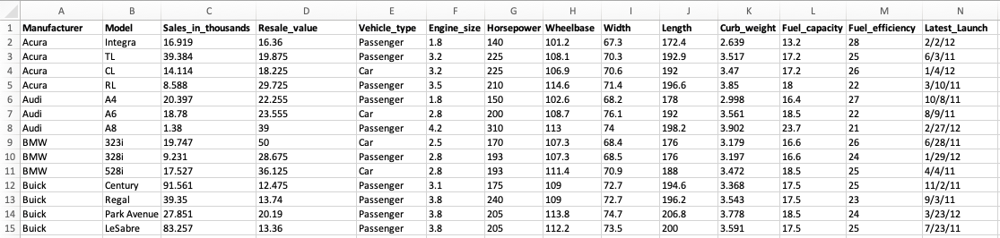 A B C D E F G H I J K L M N
1 Manufacturer Model Sales_in_thousands Resale_value Vehicle_type Engine_size Horsepower Wheelbase Width Length Curb_weight Fuel_capacity Fuel_efficiency Latest_Launch
2 Acura Integra 16.919 16.36 Passenger 1.8 140 101.2 67.3 172.4 2.639 13.2 28 2/2/12
3 Acura TL 39.384 19.875 Passenger 3.2 225 108.1 70.3 192.9 3.517 17.2 25 6/3/11
4 Acura CL 14.114 18.225 Car 3.2 225 106.9 70.6 192 3.47 17.2 26 1/4/12
5 Acura RL 8.588 29.725 Passenger 3.5 210 114.6 71.4 196.6 3.85 18 22 3/10/11
6 Audi A4 20.397 22.255 Passenger 1.8 150 102.6 68.2 178 2.998 16.4 27 10/8/11
7 Audi A6 18.78 23.555 Car 2.8 200 108.7 76.1 192 3.561 18.5 22 8/9/11
8 Audi A8 1.38 39 Passenger 4.2 310 113 74 198.2 3.902 23.7 21 2/27/12
9 BMW 323i 19.747 50 Car 2.5 170 107.3 68.4 176 3.179 16.6 26 6/28/11
10 BMW 328i 9.231 28.675 Passenger 2.8 193 107.3 68.5 176 3.197 16.6 24 1/29/12
11 BMW 528i 17.527 36.125 Car 2.8 193 111.4 70.9 188 3.472 18.5 25 4/4/11
12 Buick Century 91.561 12.475 Passenger 3.1 175 109 72.7 194.6 3.368 17.5 25 11/2/11
13 Buick Regal 39.35 13.74 Passenger 3.8 240 109 72.7 196.2 3.543 17.5 23 9/3/11
14 Buick Park Avenue 27.851 20.19 Passenger 3.8 205 113.8 74.7 206.8 3.778 18.5 24 3/23/12
15 Buick LeSabre 83.257 13.36 Passenger 3.8 205 112.2 73.5 200 3.591 17.5 25 7/23/11